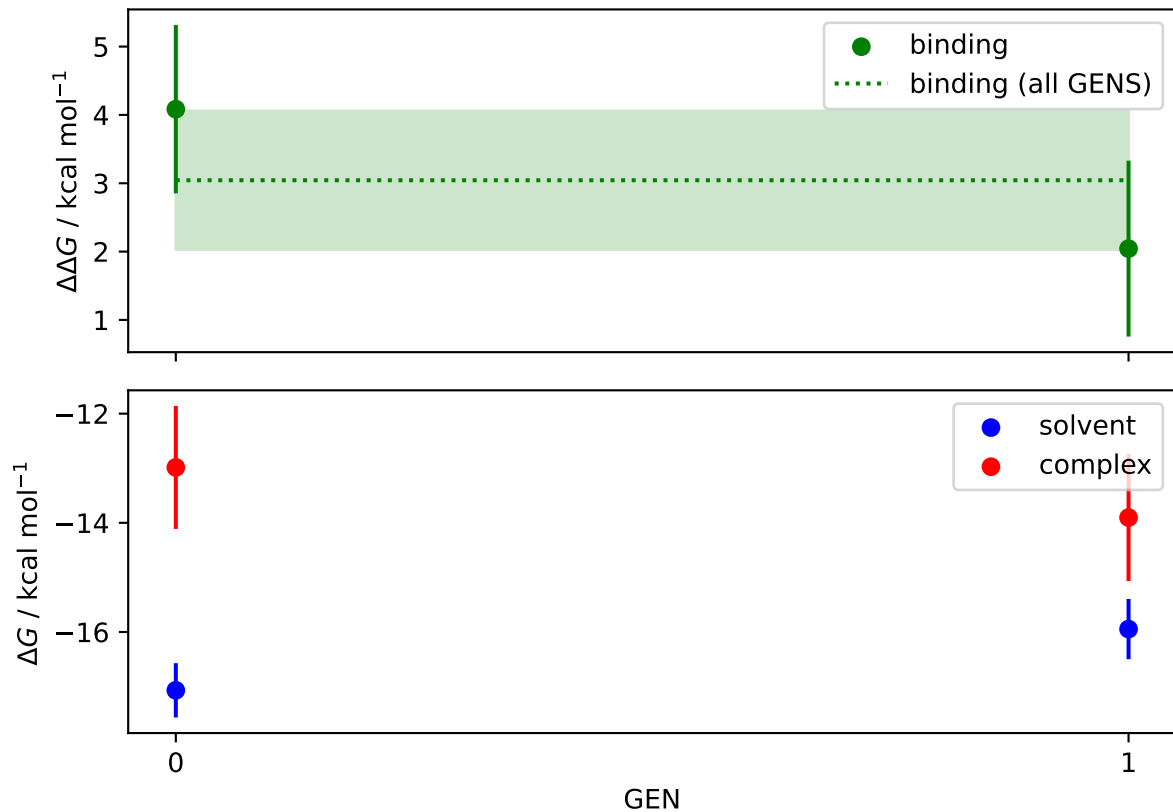 5
4
3
2
1
ΔΔG / kcal mol⁻¹
binding
binding (all GENS)
−12
−14
−16
ΔG / kcal mol⁻¹
solvent
complex
0
1
GEN